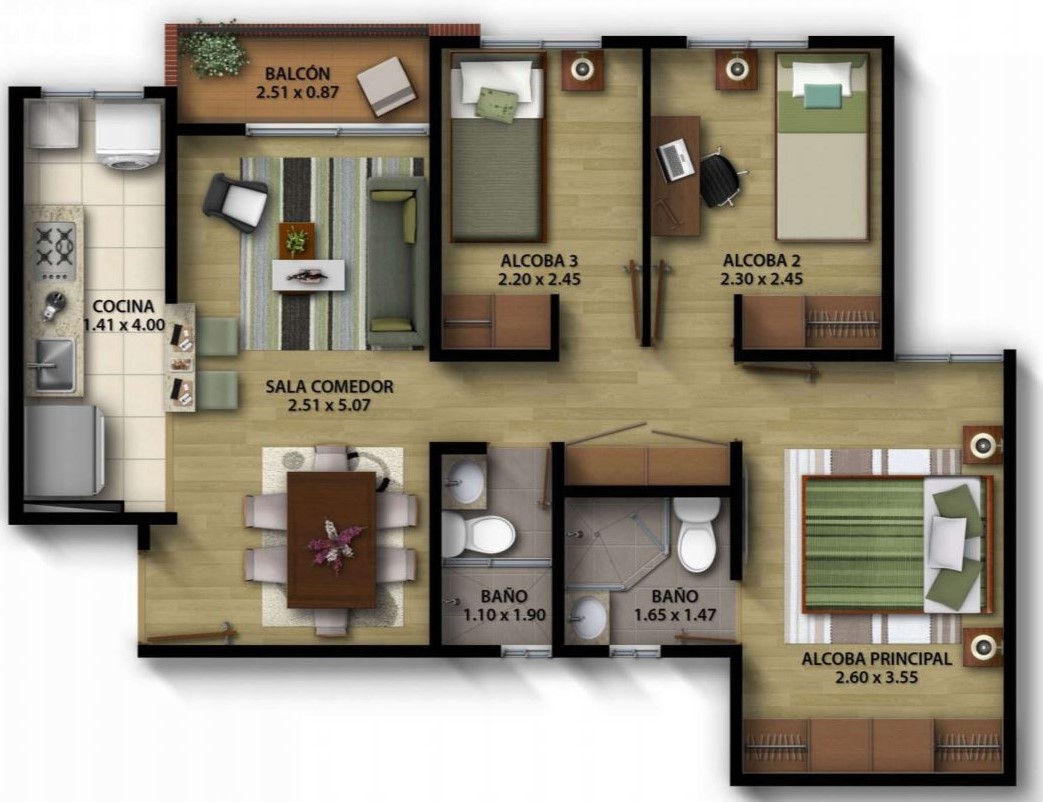 BALCÓN
2.51 x 0.87
ALCOBA 3
2.20 x 2.45
ALCOBA 2
2.30 x 2.45
COCINA
1.41 x 4.00
SALA COMEDOR
2.51 x 5.07
BAÑO
1.10 x 1.90
BAÑO
1.65 x 1.47
ALCOBA PRINCIPAL
2.60 x 3.55